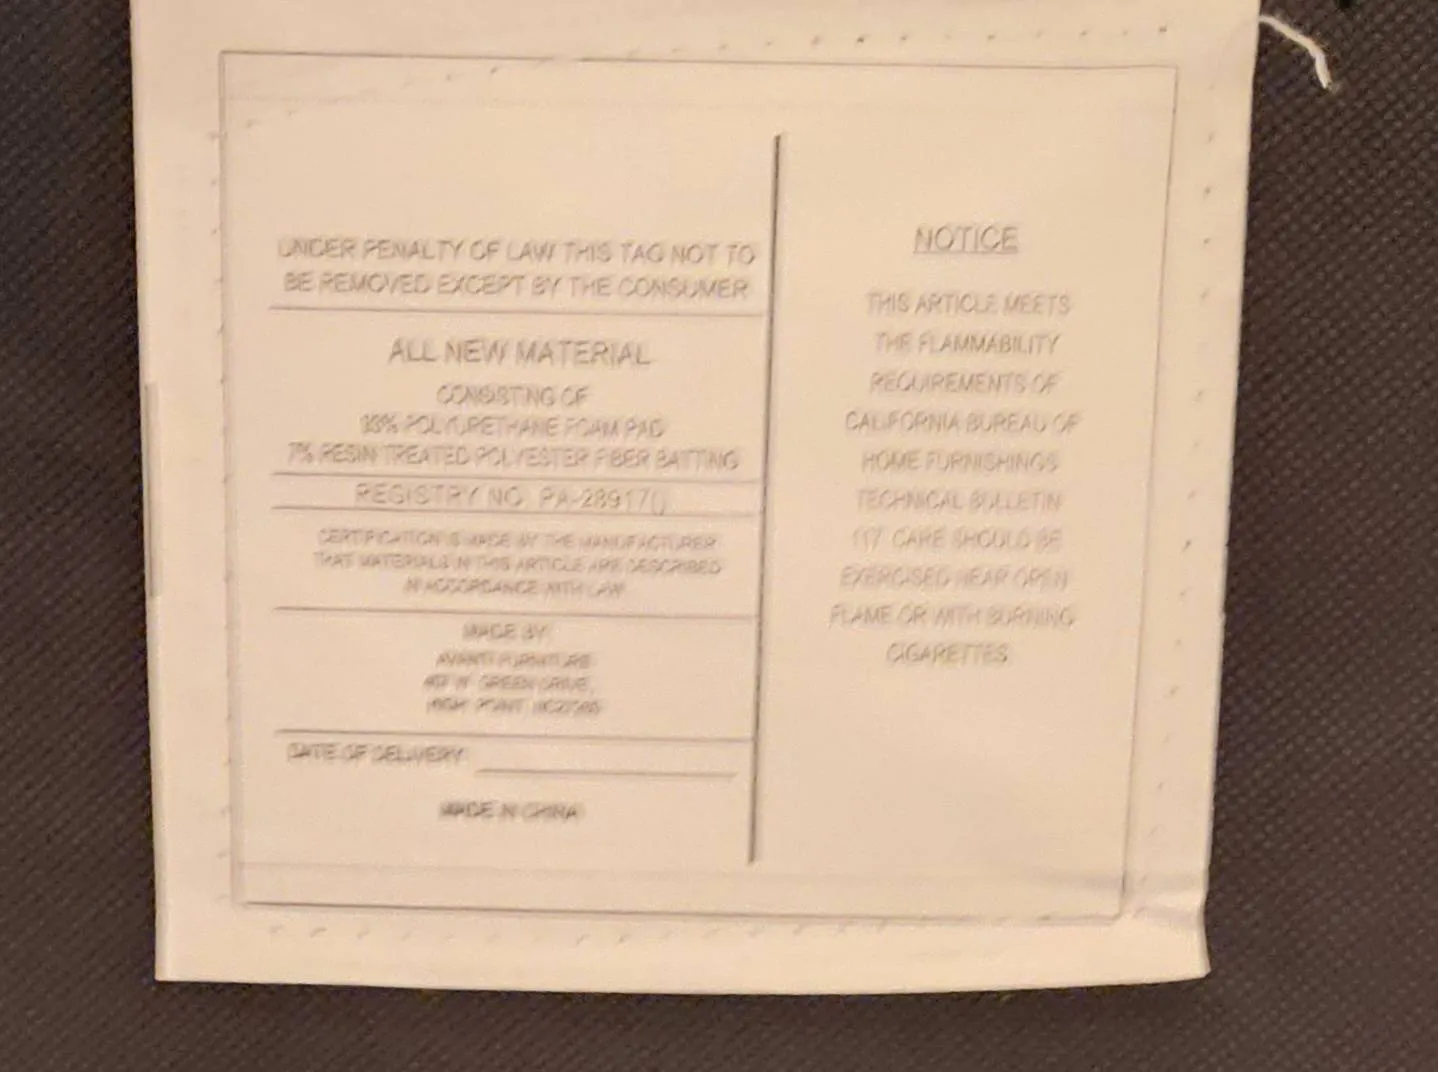 UNDER PENALTY OF LAW THIS TAG NOT TO
BE REMOVED EXCEPT BY THE CONSUMER
ALL NEW MATERIAL
CONSISTING OF
93% POLYURETHANE FOAM PAD
7% RESIN TREATED POLYESTER FIBER BATTING
REGISTRY NO. PA-28917()
CERTIFICATION IS MADE BY THE MANUFACTURER
THAT MATERIALS IN THIS ARTICLE ARE DESCRIBED
IN ACCORDANCE WITH LAW
MADE BY:
AVANTI FURNITURE
W. GREEN DRIVE,
HIGH POINT
DATE OF DELIVERY:
MADE IN CHINA
NOTICE
THIS ARTICLE MEETS
THE FLAMMABILITY
REQUIREMENTS OF
CALIFORNIA BUREAU OF
HOME FURNISHINGS
TECHNICAL BULLETIN
117 CARE SHOULD BE
EXERCISED NEAR OPEN
FLAME OR WITH BURNING
CIGARETTES